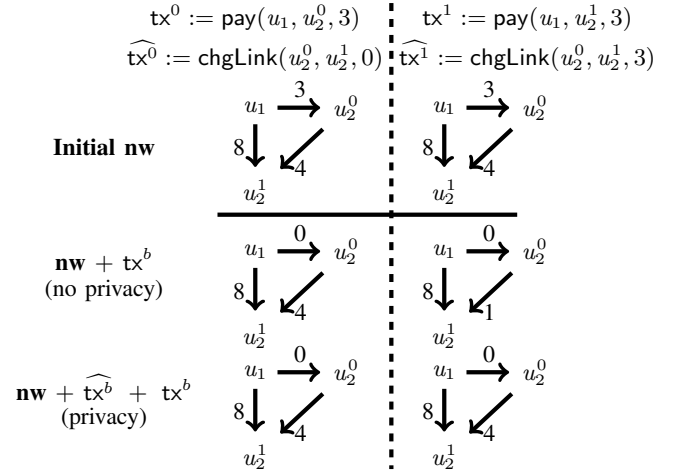 tx⁰ := pay(u₁, u₂⁰, 3) tx¹ := pay(u₁, u₂¹, 3)
t̂x⁰ := chgLink(u₂⁰, u₂¹, 0) t̂x¹ := chgLink(u₂⁰, u₂¹, 3)
3 3
u₁ u₂⁰ u₁ u₂⁰
Initial nw 8 4 8 4
u₂¹ u₂¹
0 0
u₁ u₂⁰ u₁ u₂⁰
nw + txᵇ
(no privacy) 8 4 8 1
u₂¹ u₂¹
0 0
u₁ u₂⁰ u₁ u₂⁰
nw + t̂xᵇ + txᵇ
(privacy) 8 4 8 4
u₂¹ u₂¹